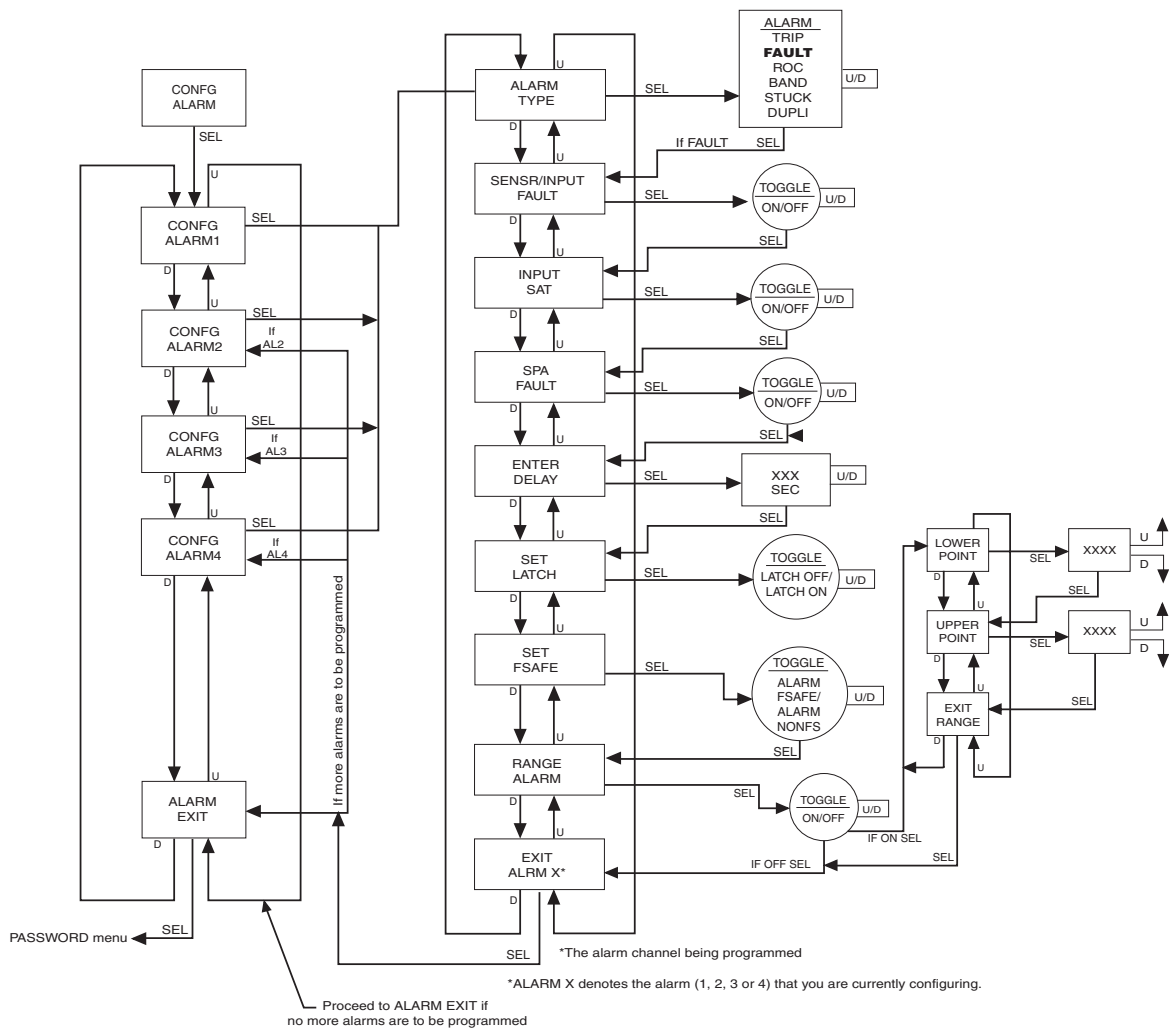 CONFG
ALARM
SEL
U
CONFG
ALARM1
SEL
D
U
CONFG
ALARM2
SEL
If
AL2
D
U
CONFG
ALARM3
SEL
If
AL3
D
U
CONFG
ALARM4
SEL
If
AL4
D
If more alarms are to be programmed
U
ALARM
EXIT
D
SEL
PASSWORD menu
Proceed to ALARM EXIT if
no more alarms are to be programmed
U
ALARM
TYPE
SEL
D
ALARM
TRIP
FAULT
ROC
BAND
STUCK
DUPLI
U/D
If FAULT
SEL
U
SENSR/INPUT
FAULT
SEL
D
TOGGLE
ON/OFF
U/D
SEL
U
INPUT
SAT
SEL
D
TOGGLE
ON/OFF
U/D
SEL
U
SPA
FAULT
SEL
D
TOGGLE
ON/OFF
U/D
SEL
U
ENTER
DELAY
SEL
D
XXX
SEC
U/D
SEL
U
SET
LATCH
SEL
D
TOGGLE
LATCH OFF/
LATCH ON
U/D
U
SET
FSAFE
SEL
D
TOGGLE
ALARM
FSAFE/
ALARM
NONFS
U/D
SEL
U
RANGE
ALARM
SEL
D
TOGGLE
ON/OFF
U/D
IF ON SEL
IF OFF SEL
SEL
U
EXIT
ALRM X*
D
SEL
LOWER
POINT
SEL
D
U
XXXX
U
D
SEL
UPPER
POINT
SEL
D
U
XXXX
U
D
SEL
EXIT
RANGE
D
U
*The alarm channel being programmed
*ALARM X denotes the alarm (1, 2, 3 or 4) that you are currently configuring.